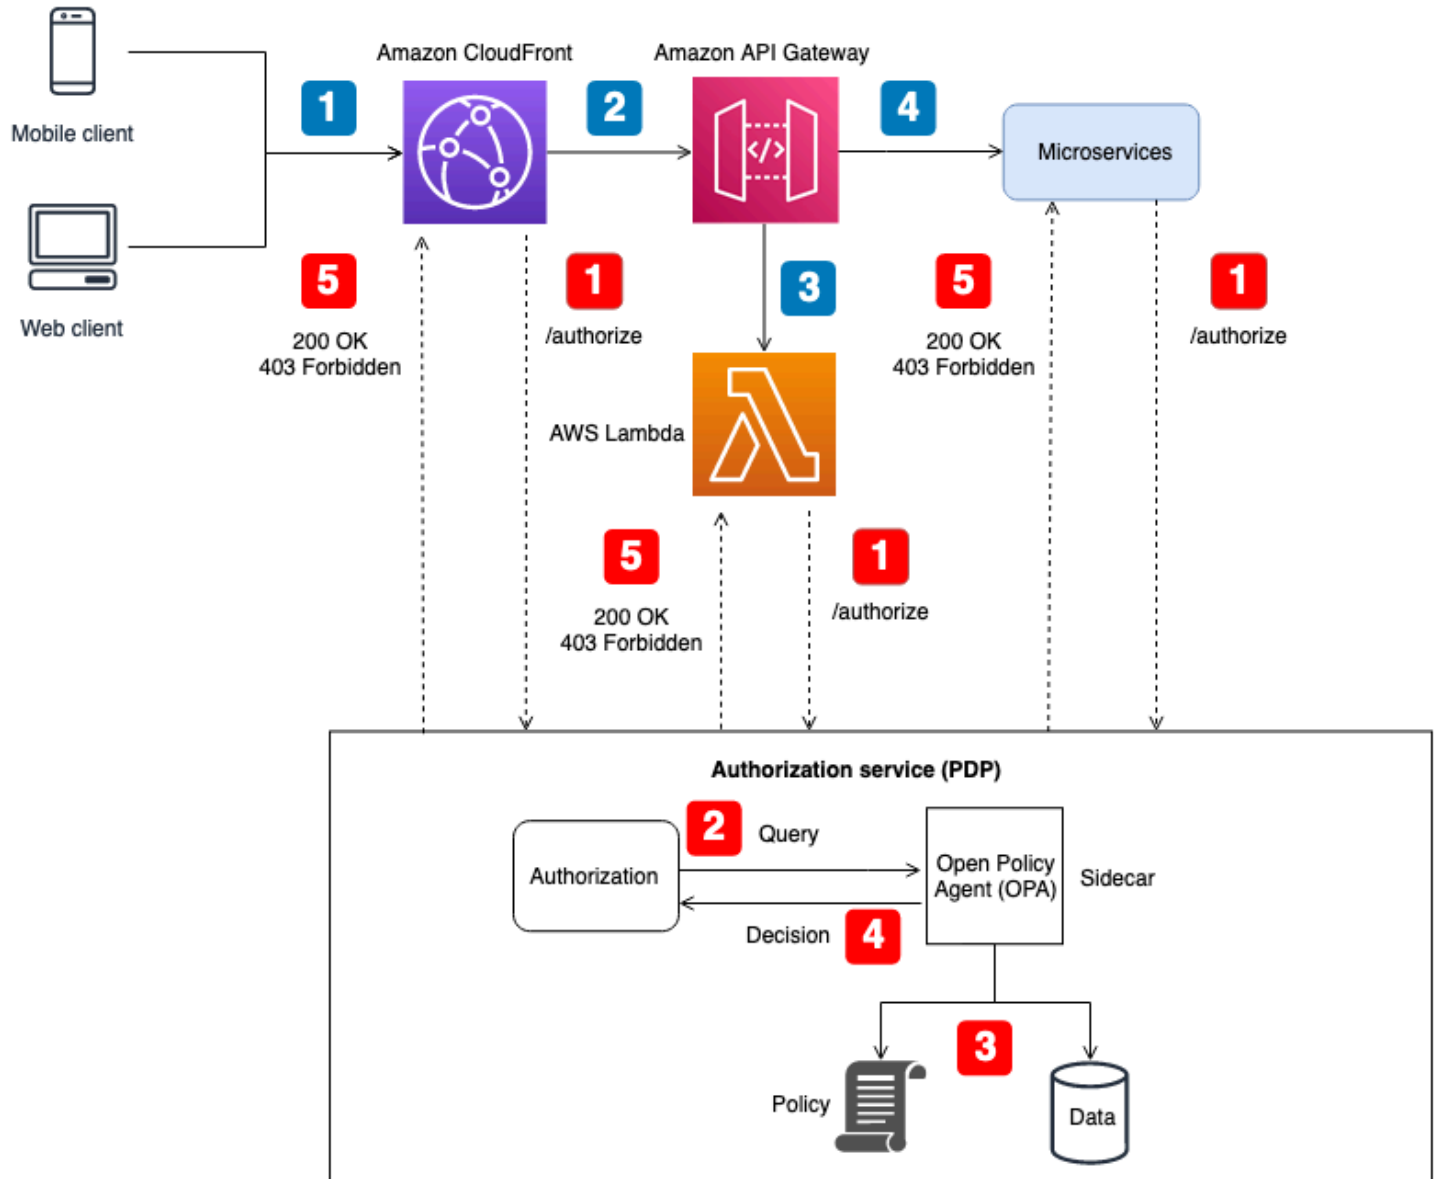 Amazon CloudFront
Amazon API Gateway
1
2
4
Mobile client
</>
Microservices
5
1
3
5
1
Web client
200 OK
403 Forbidden
/authorize
200 OK
403 Forbidden
/authorize
AWS Lambda
5
1
200 OK
403 Forbidden
/authorize
Authorization service (PDP)
2
Query
Authorization
Open Policy
Agent (OPA)
Sidecar
Decision
4
3
Policy
Data